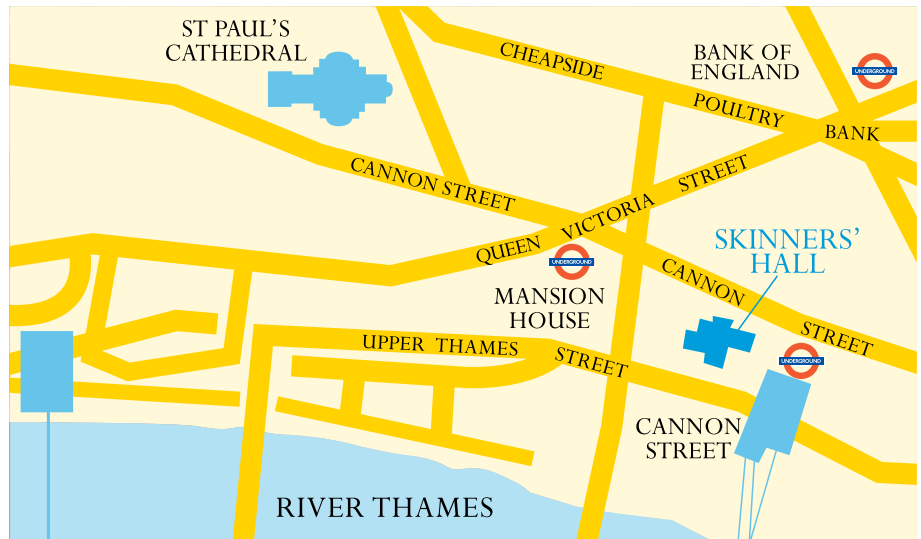 ST PAUL'S
CATHEDRAL
CHEAPSIDE
BANK OF
ENGLAND
UNDERGROUND
POULTRY
BANK
CANNON STREET
QUEEN VICTORIA STREET
UNDERGROUND
MANSION
HOUSE
SKINNERS'
HALL
CANNON STREET
UPPER THAMES STREET
UNDERGROUND
CANNON
STREET
RIVER THAMES